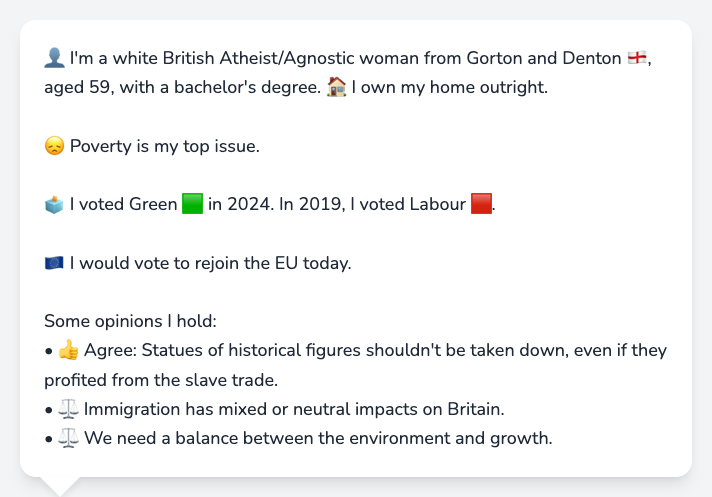 👤 I'm a white British Atheist/Agnostic woman from Gorton and Denton 🏴󠁧󠁢󠁥󠁮󠁧󠁿,
aged 59, with a bachelor's degree. 🏠 I own my home outright.
😞 Poverty is my top issue.
🗳️ I voted Green 🟩 in 2024. In 2019, I voted Labour 🟥.
🇪🇺 I would vote to rejoin the EU today.
Some opinions I hold:
• 👍 Agree: Statues of historical figures shouldn't be taken down, even if they
profited from the slave trade.
• ⚖️ Immigration has mixed or neutral impacts on Britain.
• ⚖️ We need a balance between the environment and growth.